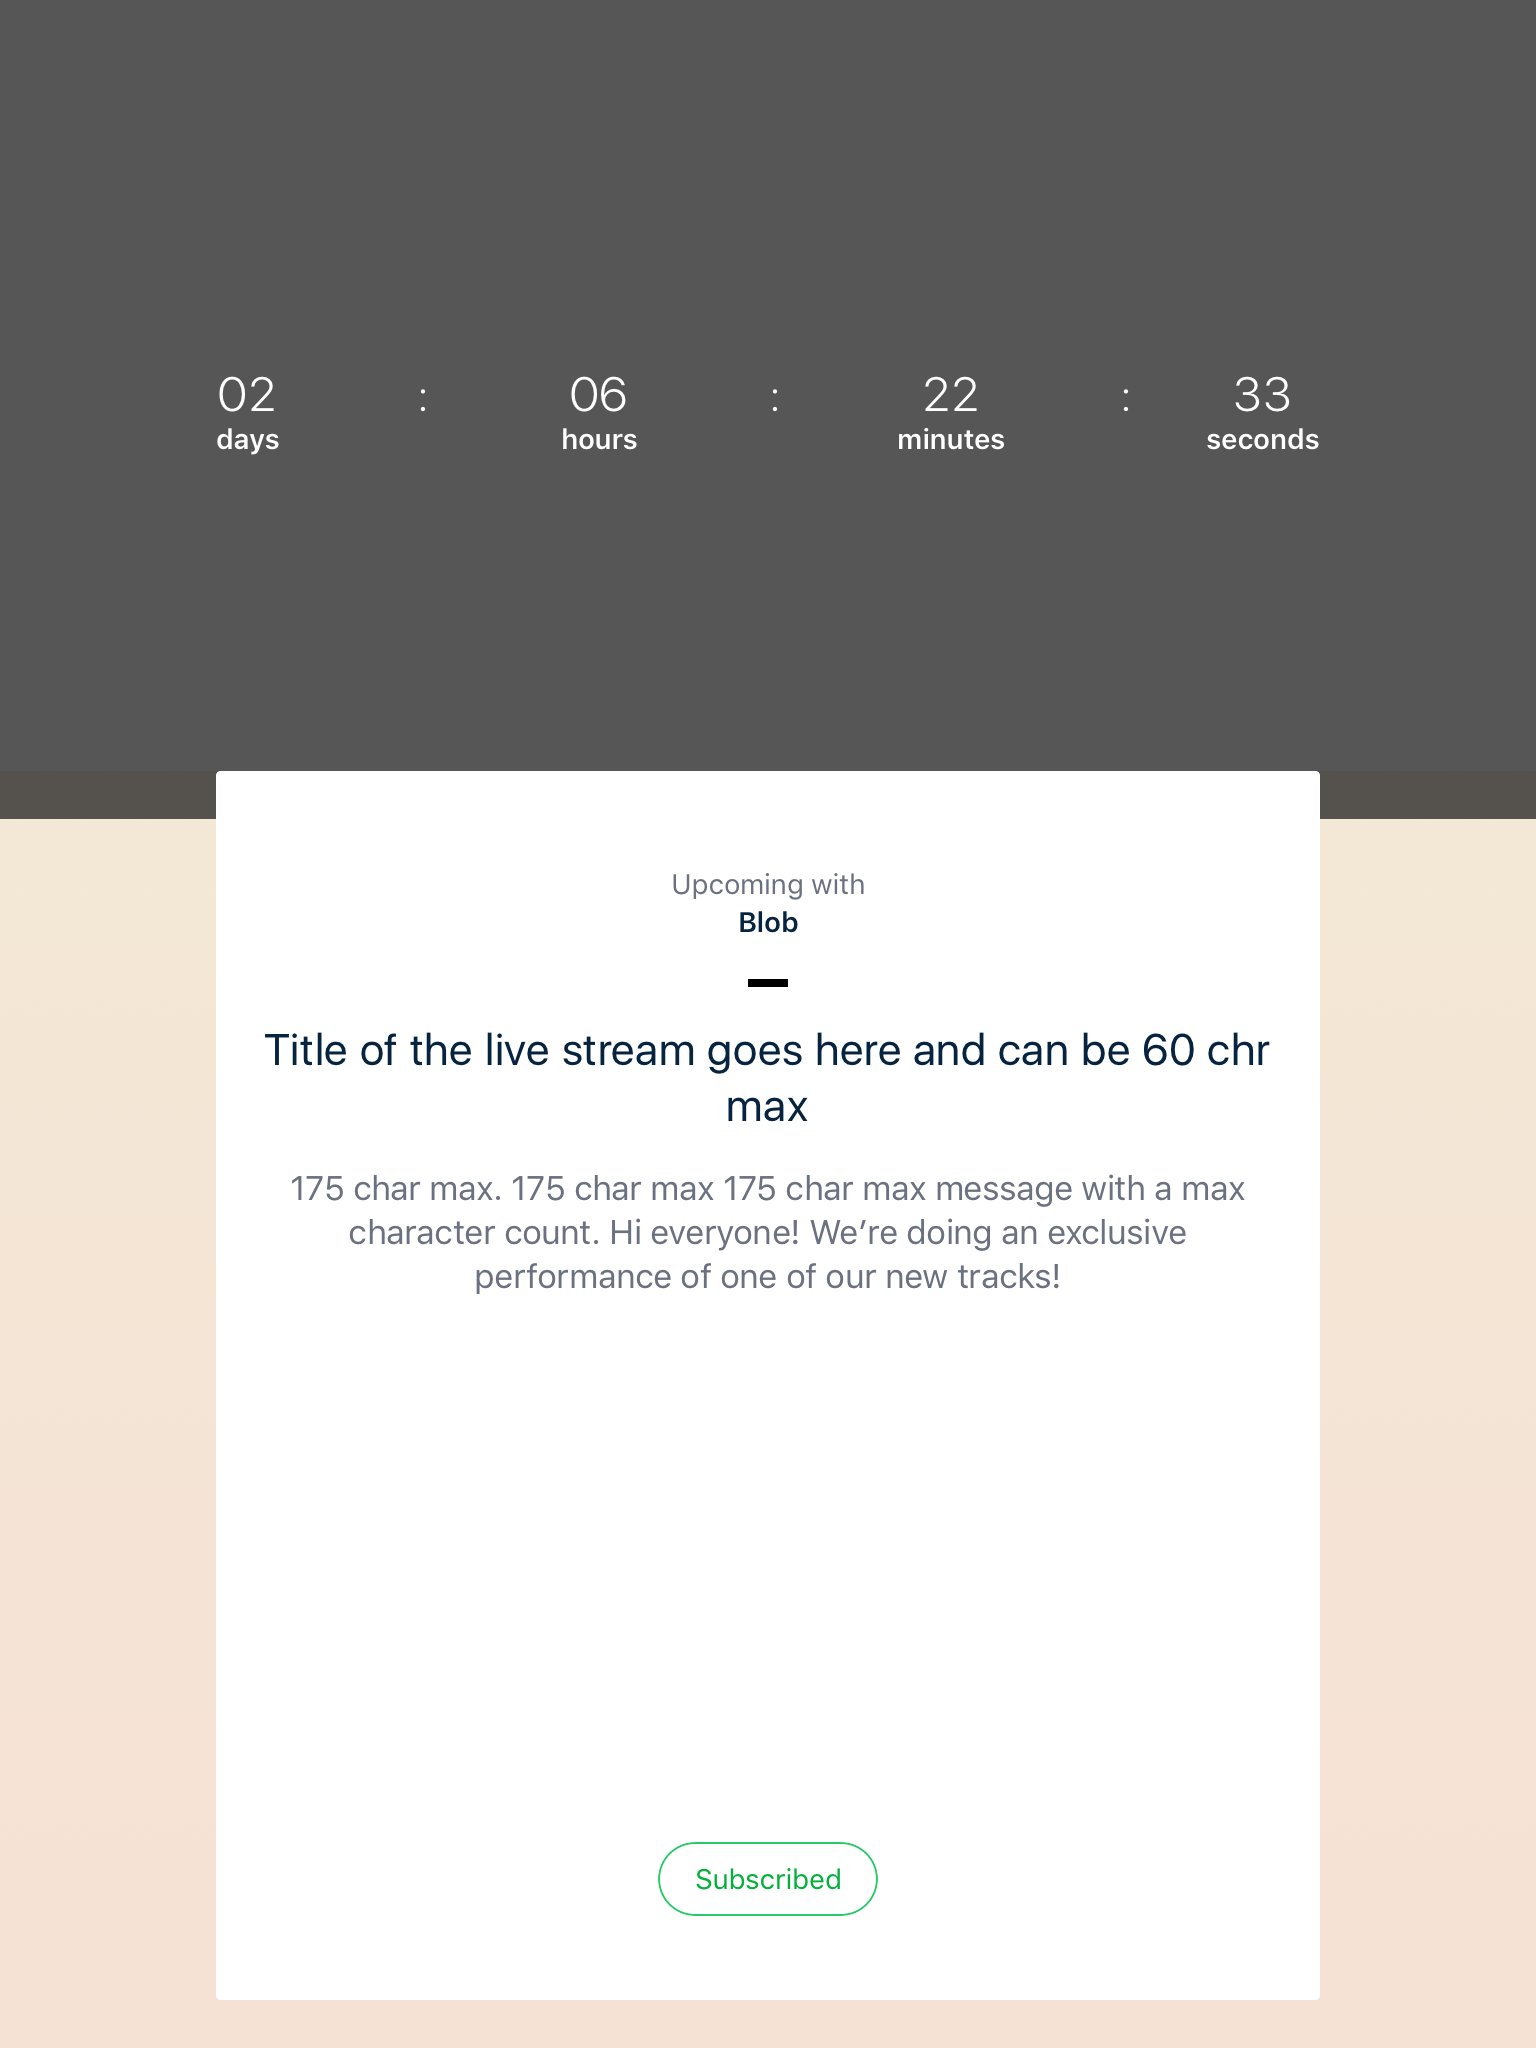 02 : 06 : 22 : 33
days hours minutes seconds
Upcoming with
Blob
Title of the live stream goes here and can be 60 chr
max
175 char max. 175 char max 175 char max message with a max
character count. Hi everyone! We’re doing an exclusive
performance of one of our new tracks!
Subscribed